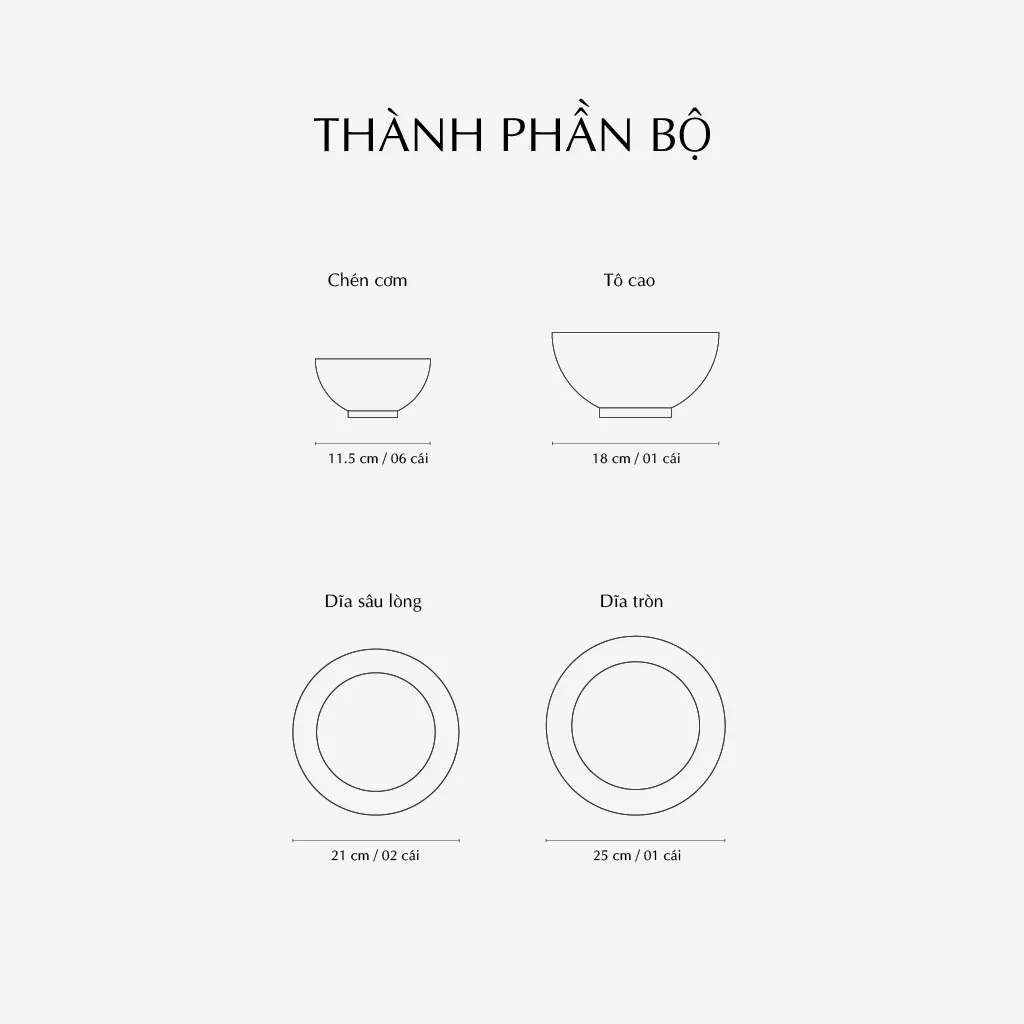 THÀNH PHẦN BỘ
Chén cơm
Tô cao
11.5 cm / 06 cái
18 cm / 01 cái
Dĩa sâu lòng
Dĩa tròn
21 cm / 02 cái
25 cm / 01 cái